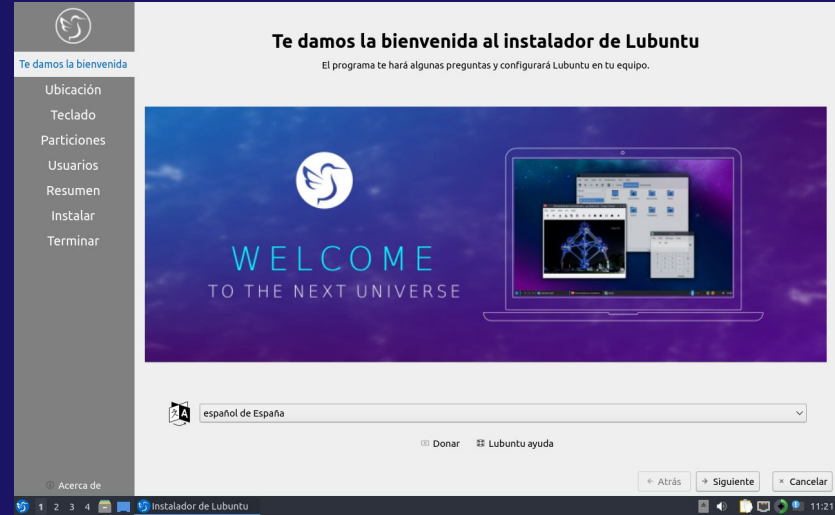 Te damos la bienvenida
Ubicación
Teclado
Particiones
Usuarios
Resumen
Instalar
Terminar
Acerca de
Te damos la bienvenida al instalador de Lubuntu
El programa te hará algunas preguntas y configurará Lubuntu en tu equipo.
WELCOME
TO THE NEXT UNIVERSE
español de España
Donar Lubuntu ayuda
Atrás Siguiente Cancelar
1 2 3 4 Instalador de Lubuntu 11:21